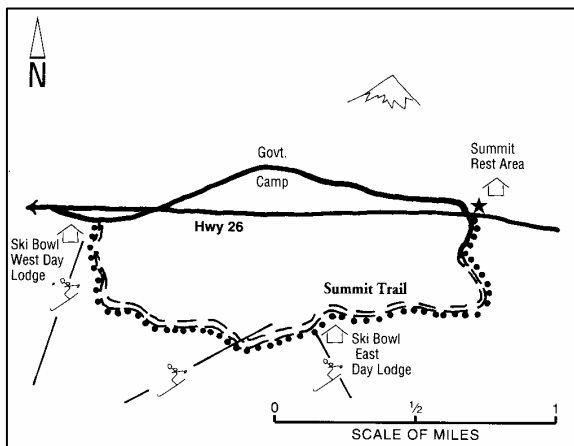 N
Govt.
Camp
Summit
Rest Area
Hwy 26
Ski Bowl
West Day
Lodge
Summit Trail
Ski Bowl
East
Day Lodge
0
1/2
1
SCALE OF MILES